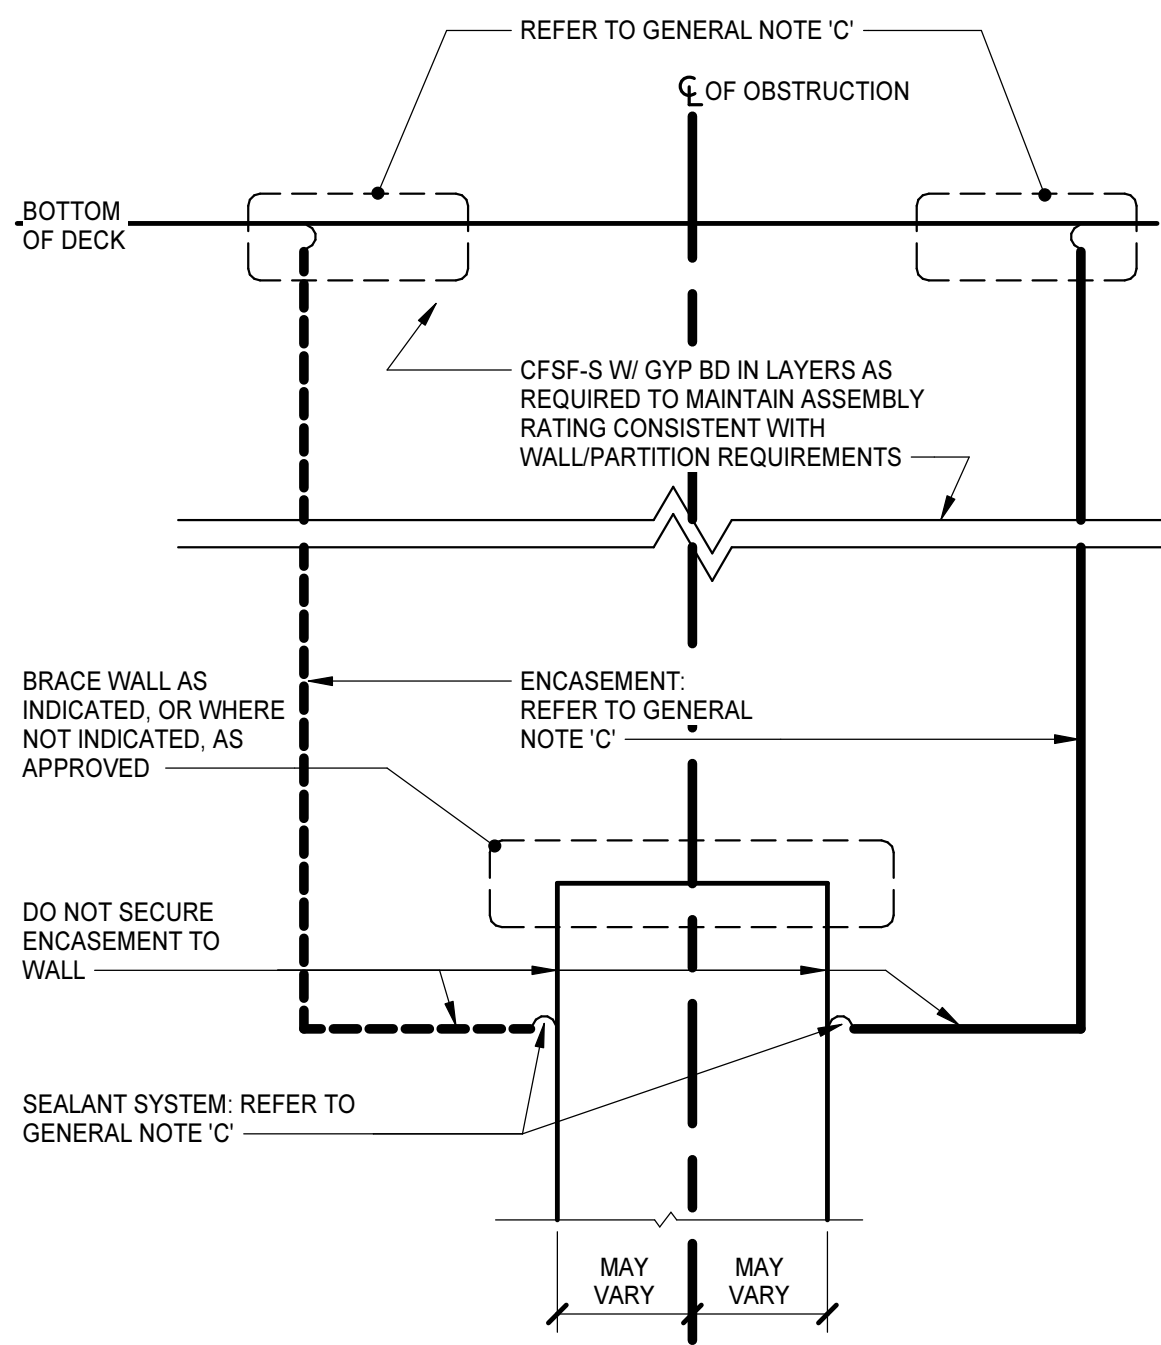 REFER TO GENERAL NOTE 'C'
℄ OF OBSTRUCTION
BOTTOM
OF DECK
CFSF-S W/ GYP BD IN LAYERS AS
REQUIRED TO MAINTAIN ASSEMBLY
RATING CONSISTENT WITH
WALL/PARTITION REQUIREMENTS
BRACE WALL AS
INDICATED, OR WHERE
NOT INDICATED, AS
APPROVED
ENCASEMENT:
REFER TO GENERAL
NOTE 'C'
DO NOT SECURE
ENCASEMENT TO
WALL
SEALANT SYSTEM: REFER TO
GENERAL NOTE 'C'
MAY
VARY
MAY
VARY